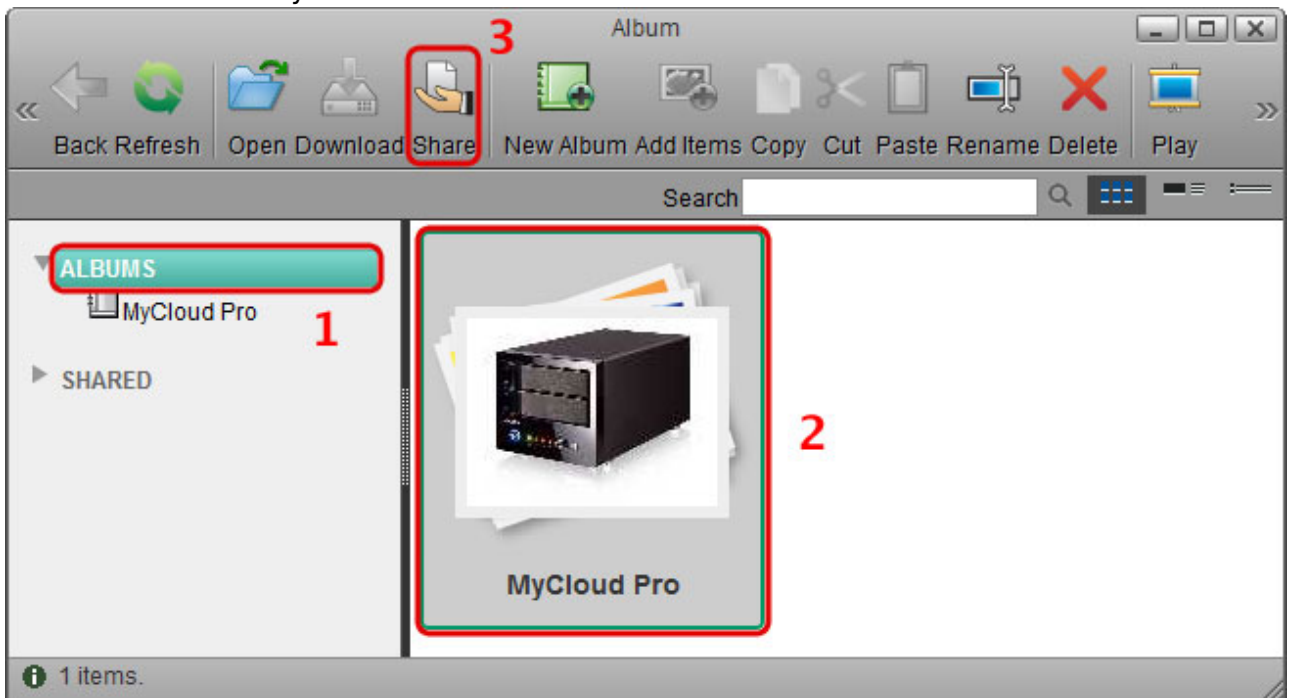 Album
3
Back Refresh Open Download Share New Album Add Items Copy Cut Paste Rename Delete Play
Search
ALBUMS
MyCloud Pro
1
SHARED
2
MyCloud Pro
1 items.